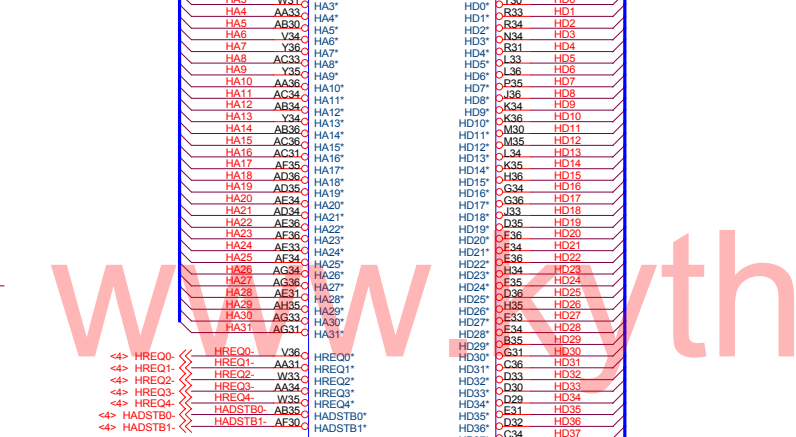 W31 HA3*
HA4 AA33 HA4*
HA5 AB30 HA5*
HA6 V34 HA6*
HA7 Y36 HA7*
HA8 AC33 HA8*
HA9 Y35 HA9*
HA10 AA36 HA10*
HA11 AC34 HA11*
HA12 AB34 HA12*
HA13 Y34 HA13*
HA14 AB36 HA14*
HA15 AC36 HA15*
HA16 AC31 HA16*
HA17 AF35 HA17*
HA18 AD36 HA18*
HA19 AD35 HA19*
HA20 AE34 HA20*
HA21 AD34 HA21*
HA22 AE36 HA22*
HA23 AF36 HA23*
HA24 AE33 HA24*
HA25 AF34 HA25*
HA26 AG34 HA26*
HA27 AG36 HA27*
HA28 AE31 HA28*
HA29 AH35 HA29*
HA30 AG33 HA30*
HA31 AG31 HA31*
<4> HREQ0- HREQ0- V36 HREQ0*
<4> HREQ1- HREQ1- AA31 HREQ1*
<4> HREQ2- HREQ2- W33 HREQ2*
<4> HREQ3- HREQ3- AA34 HREQ3*
<4> HREQ4- HREQ4- W35 HREQ4*
<4> HADSTB0- HADSTB0- AB35 HADSTB0*
<4> HADSTB1- HADSTB1- AF30 HADSTB1*
HD0*
HD1* R33 HD1
HD2* R34 HD2
HD3* N34 HD3
HD4* R31 HD4
HD5* L33 HD5
HD6* L36 HD6
HD7* P35 HD7
HD8* J36 HD8
HD9* K34 HD9
HD10* K36 HD10
HD11* M30 HD11
HD12* M35 HD12
HD13* L34 HD13
HD14* K35 HD14
HD15* H36 HD15
HD16* G34 HD16
HD17* G36 HD17
HD18* J33 HD18
HD19* D35 HD19
HD20* F36 HD20
HD21* F34 HD21
HD22* E36 HD22
HD23* H34 HD23
HD24* F35 HD24
HD25* D36 HD25
HD26* H35 HD26
HD27* E33 HD27
HD28* E34 HD28
HD29* B35 HD29
HD30* G31 HD30
HD31* C36 HD31
HD32* D33 HD32
HD33* D30 HD33
HD34* D29 HD34
HD35* E31 HD35
HD36* D32 HD36
C34 HD37
www.kyth